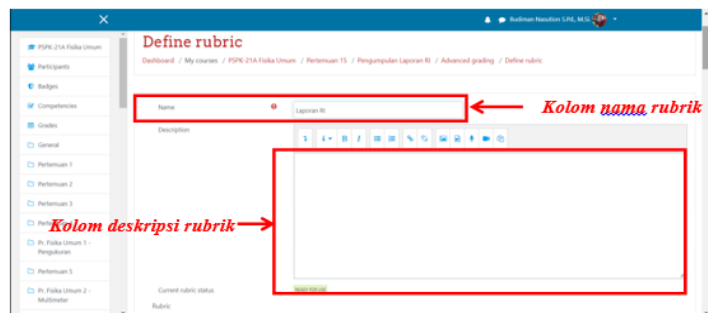 Budiman Nasution S.Pd., M.Si.
PSPK-21A Fisika Umum
Participants
Badges
Competencies
Grades
General
Pertemuan 1
Pertemuan 2
Pertemuan 3
Pr. Fisika Umum 1 -
Pengukuran
Pertemuan 5
Pr. Fisika Umum 2 -
Multimeter
Define rubric
Dashboard / My courses / PSPK-21A Fisika Umum / Pertemuan 15 / Pengumpulan Laporan RI / Advanced grading / Define rubric
Name
Laporan RI
Kolom nama rubrik
Description
Kolom deskripsi rubrik
Current rubric status
READY FOR USE
Rubric